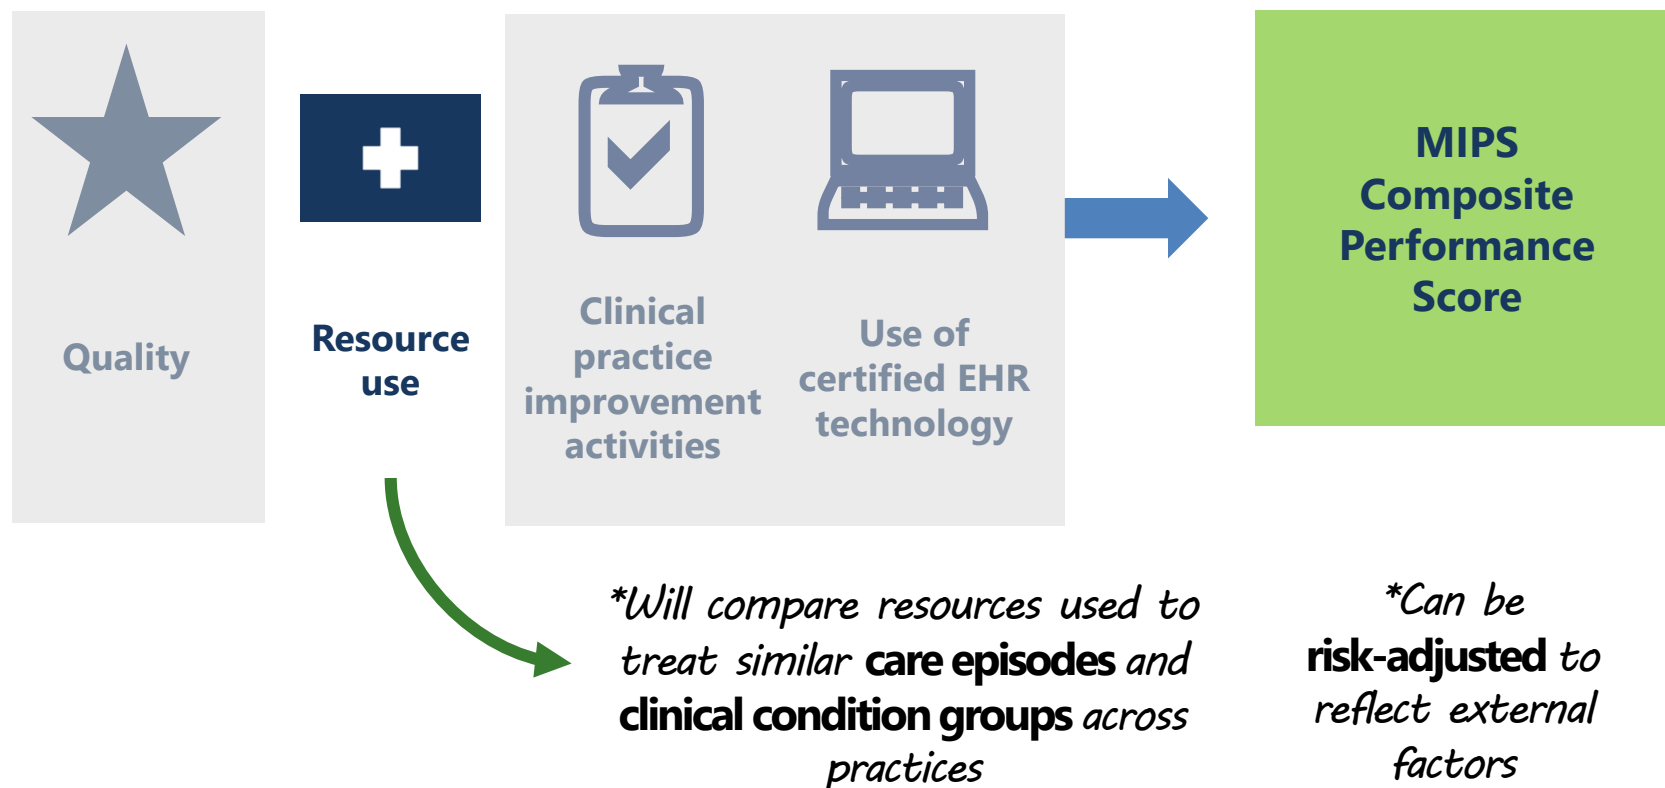 Quality
Resource
use
Clinical
practice
improvement
activities
Use of
certified EHR
technology
MIPS
Composite
Performance
Score
*Will compare resources used to
treat similar care episodes and
clinical condition groups across
practices
*Can be
risk-adjusted to
reflect external
factors